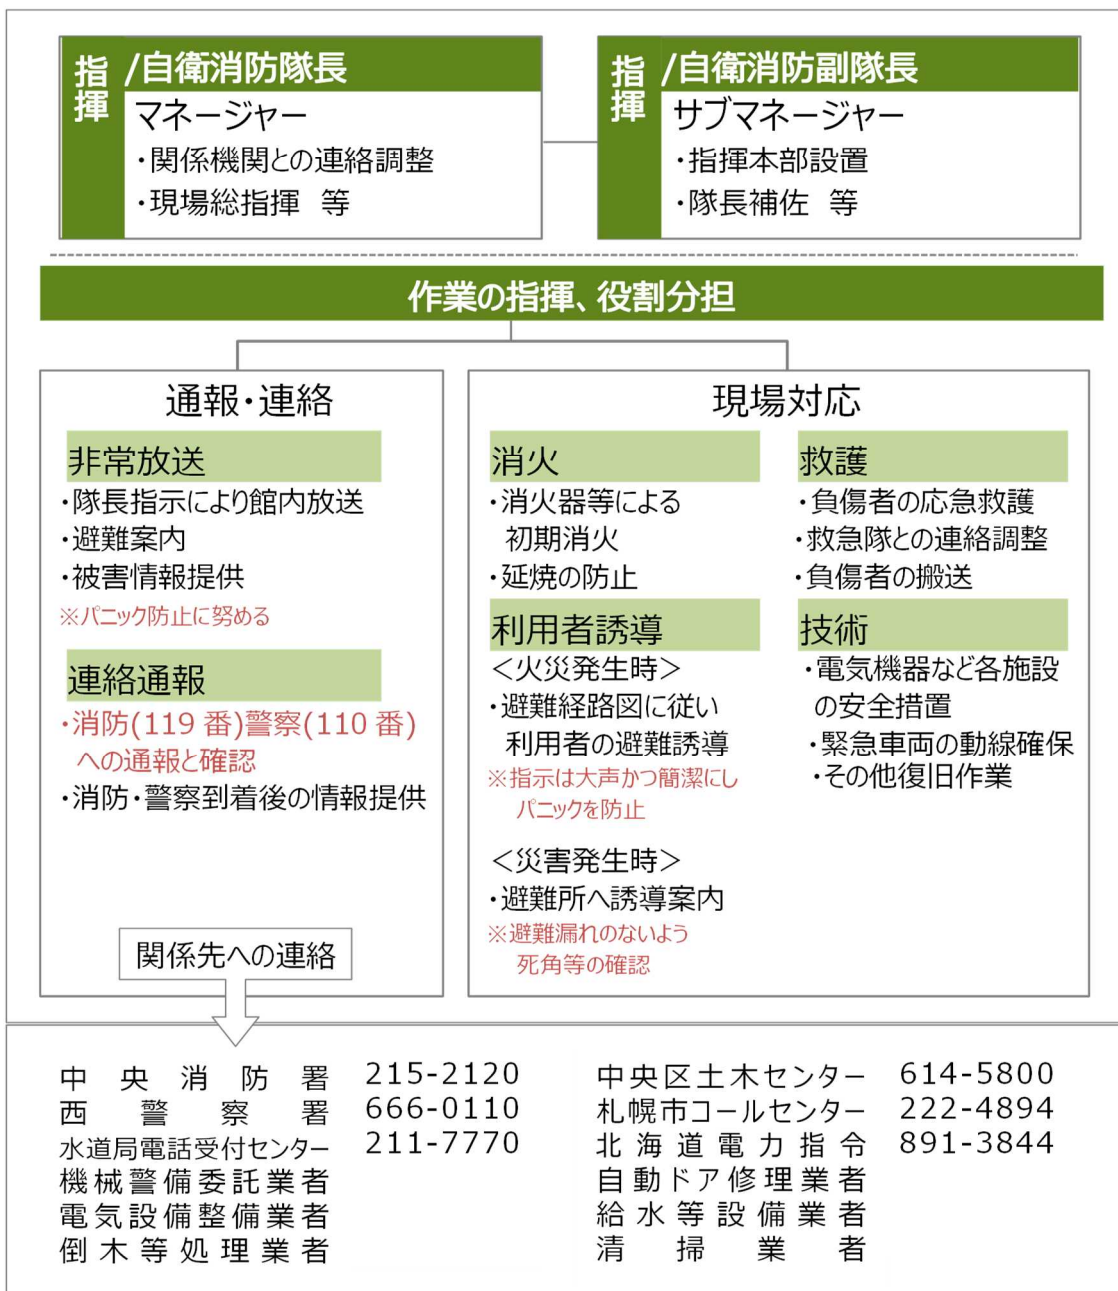 指揮
/自衛消防隊長
マネージャー
・関係機関との連絡調整
・現場総指揮 等
指揮
/自衛消防副隊長
サブマネージャー
・指揮本部設置
・隊長補佐 等
作業の指揮、役割分担
通報・連絡
非常放送
・隊長指示により館内放送
・避難案内
・被害情報提供
※パニック防止に努める
連絡通報
・消防(119 番)警察(110 番)
への通報と確認
・消防・警察到着後の情報提供
関係先への連絡
現場対応
消火
・消火器等による
初期消火
・延焼の防止
利用者誘導
<火災発生時>
・避難経路図に従い
利用者の避難誘導
※指示は大声かつ簡潔にし
パニックを防止
<災害発生時>
・避難所へ誘導案内
※避難漏れのないよう
死角等の確認
救護
・負傷者の応急救護
・救急隊との連絡調整
・負傷者の搬送
技術
・電気機器など各施設
の安全措置
・緊急車両の動線確保
・その他復旧作業
中央消防署 215-2120
西警察署 666-0110
水道局電話受付センター 211-7770
機械警備委託業者
電気設備整備業者
倒木等処理業者
中央区土木センター 614-5800
札幌市コールセンター 222-4894
北海道電力指令 891-3844
自動ドア修理業者
給水等設備業者
清掃業者